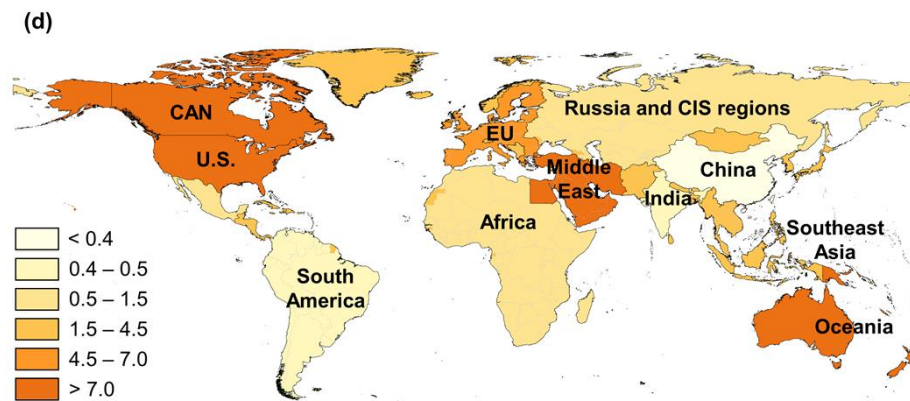 (d)
CAN
U.S.
EU
Russia and CIS regions
Middle
East
China
India
Africa
Southeast
Asia
South
America
Oceania
< 0.4
0.4 – 0.5
0.5 – 1.5
1.5 – 4.5
4.5 – 7.0
> 7.0